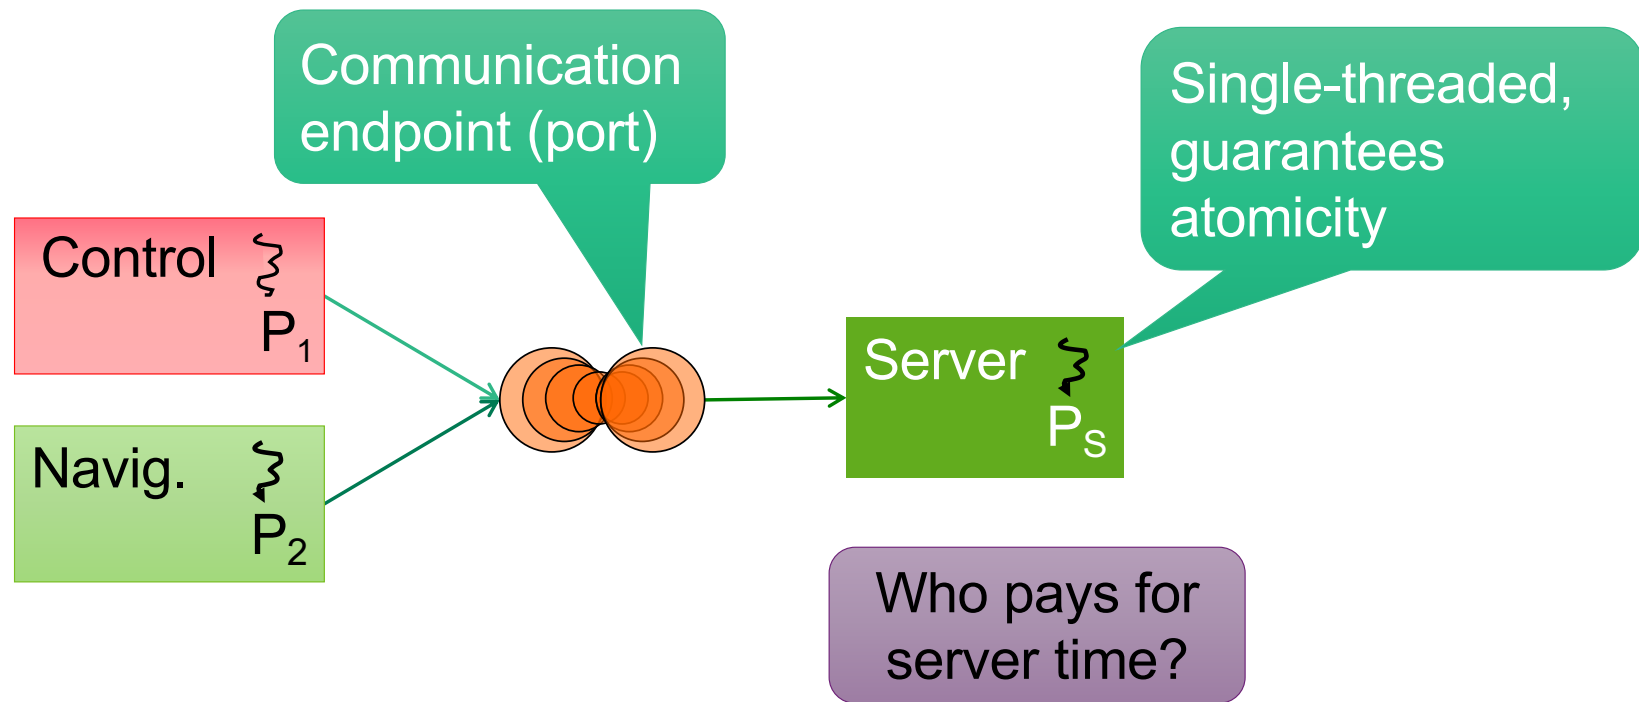 Communication
endpoint (port)
Single-threaded,
guarantees
atomicity
Control
P₁
Navig.
P₂
Server
Pₛ
Who pays for
server time?